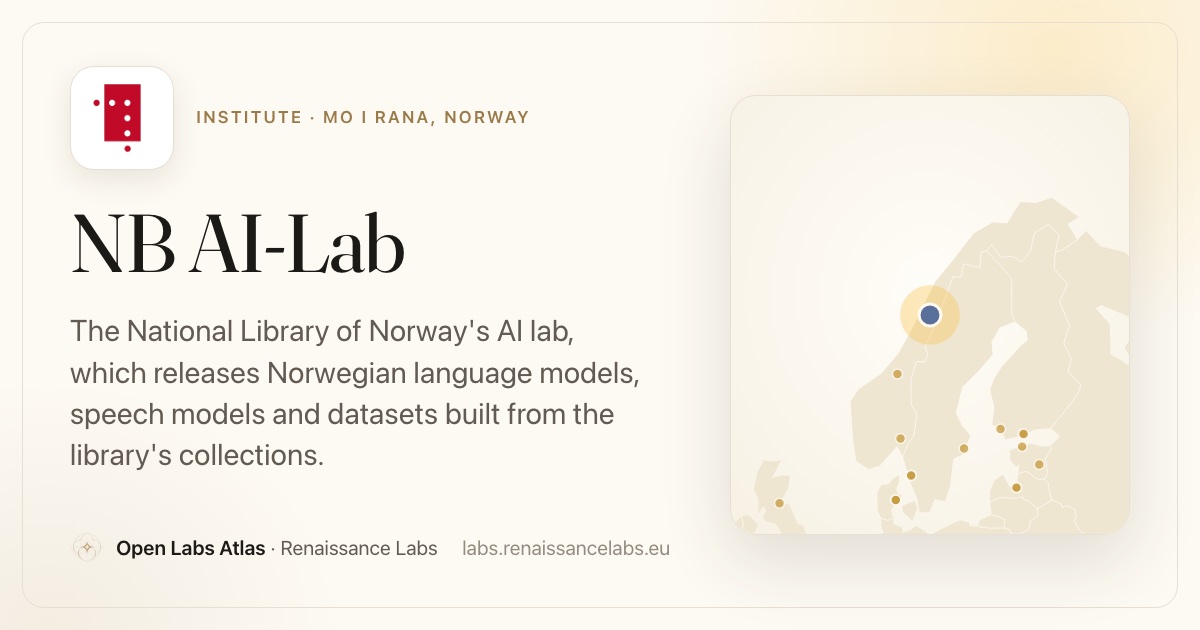 INSTITUTE · MO I RANA, NORWAY
NB AI-Lab
The National Library of Norway's AI lab,
which releases Norwegian language models,
speech models and datasets built from the
library's collections.
Open Labs Atlas · Renaissance Labs labs.renaissancelabs.eu